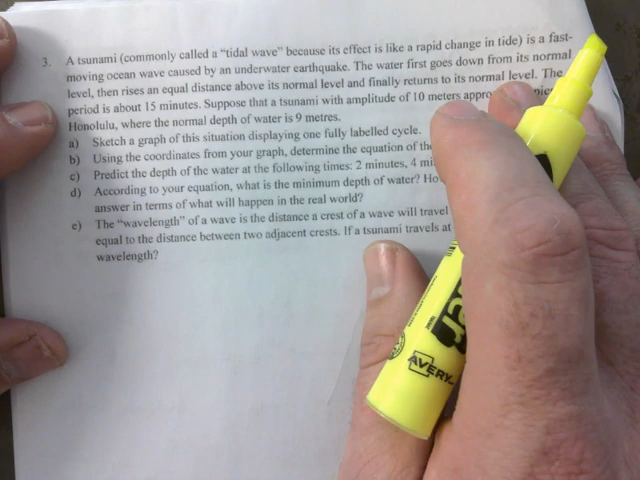 3. A tsunami (commonly called a "tidal wave" because its effect is like a rapid change in tide) is a fast-
moving ocean wave caused by an underwater earthquake. The water first goes down from its normal
level, then rises an equal distance above its normal level and finally returns to its normal level. The
period is about 15 minutes. Suppose that a tsunami with amplitude of 10 meters
Honolulu, where the normal depth of water is 9 metres.
a) Sketch a graph of this situation displaying one fully labelled cycle.
b) Using the coordinates from your graph, determine the equation of
c) Predict the depth of the water at the following times: 2 minutes, 4
d) According to your equation, what is the minimum depth of water?
answer in terms of what will happen in the real world?
e) The "wavelength" of a wave is the distance a crest of a wave will travel
equal to the distance between two adjacent crests. If a tsunami travels at
wavelength?
AVERY